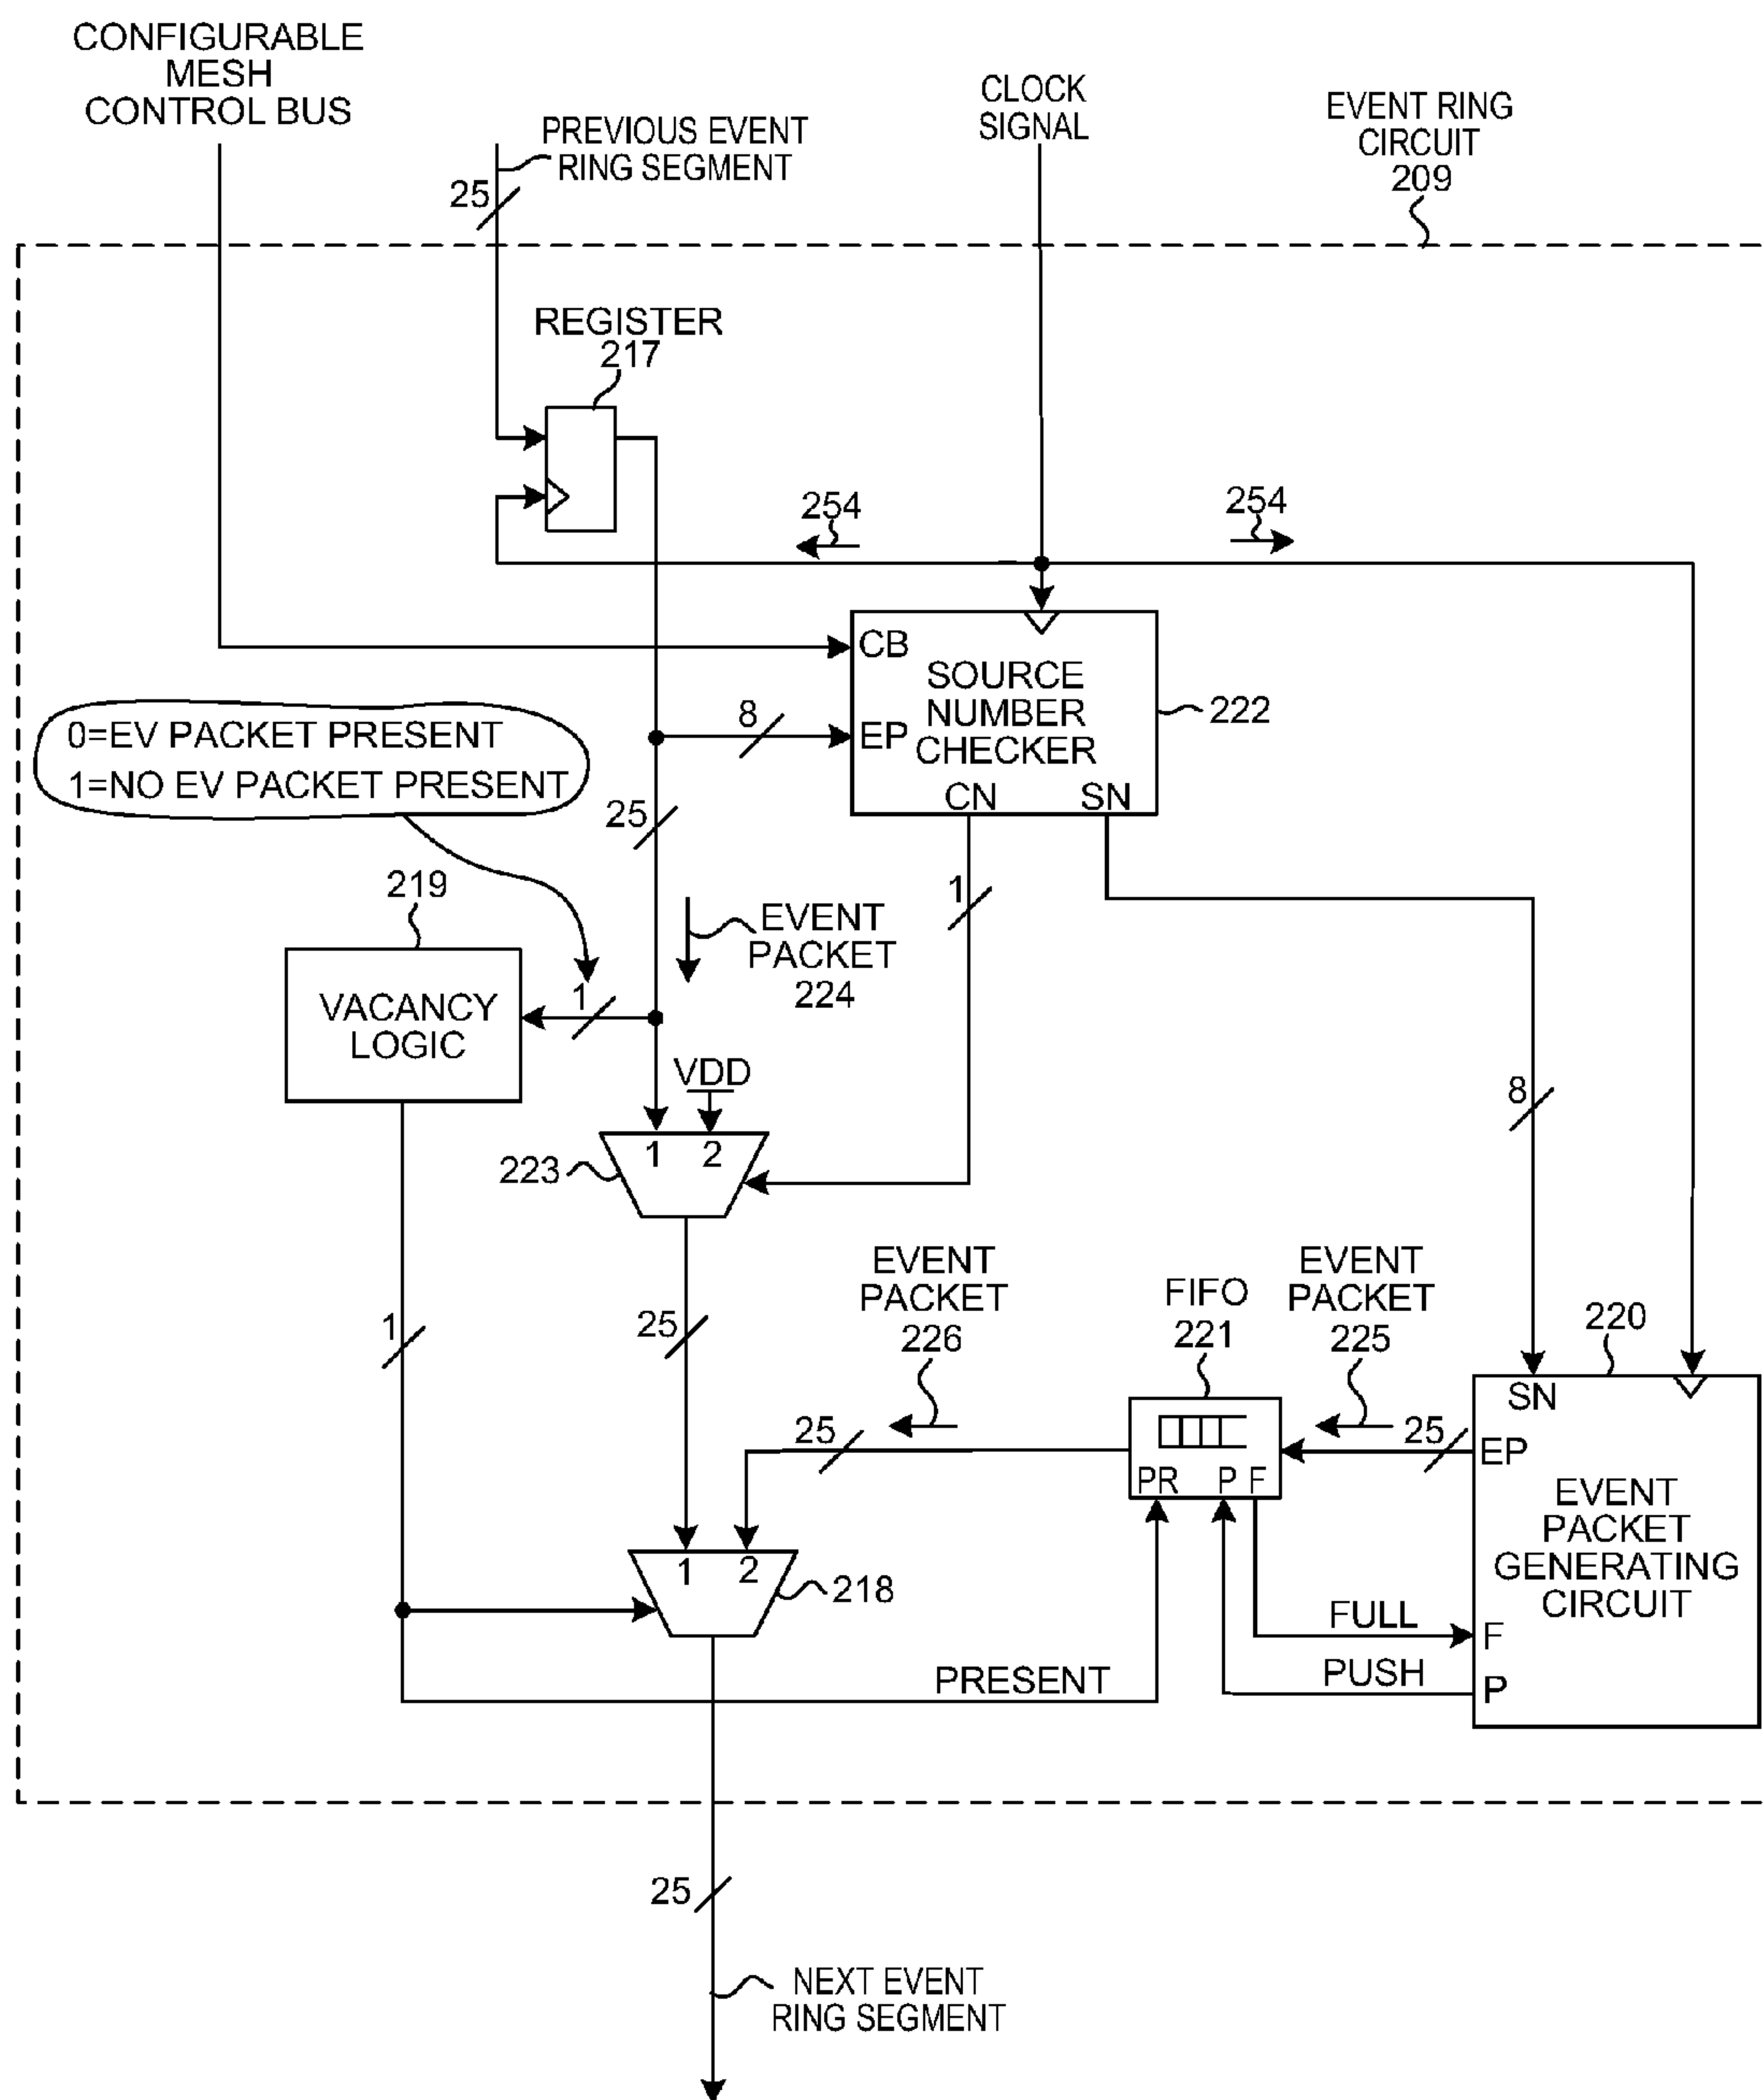 CONFIGURABLE
MESH
CONTROL BUS
PREVIOUS EVENT
RING SEGMENT
25
CLOCK
SIGNAL
EVENT RING
CIRCUIT
209
REGISTER
217
254
254
CB
SOURCE
NUMBER
CHECKER
EP
CN
SN
222
8
0=EV PACKET PRESENT
1=NO EV PACKET PRESENT
25
219
VACANCY
LOGIC
1
EVENT
PACKET
224
1
8
VDD
1
2
223
1
25
EVENT
PACKET
226
FIFO
221
EVENT
PACKET
225
220
25
PR
P
F
25
SN
EP
EVENT
PACKET
GENERATING
CIRCUIT
F
P
1
2
218
FULL
PUSH
PRESENT
25
NEXT EVENT
RING SEGMENT